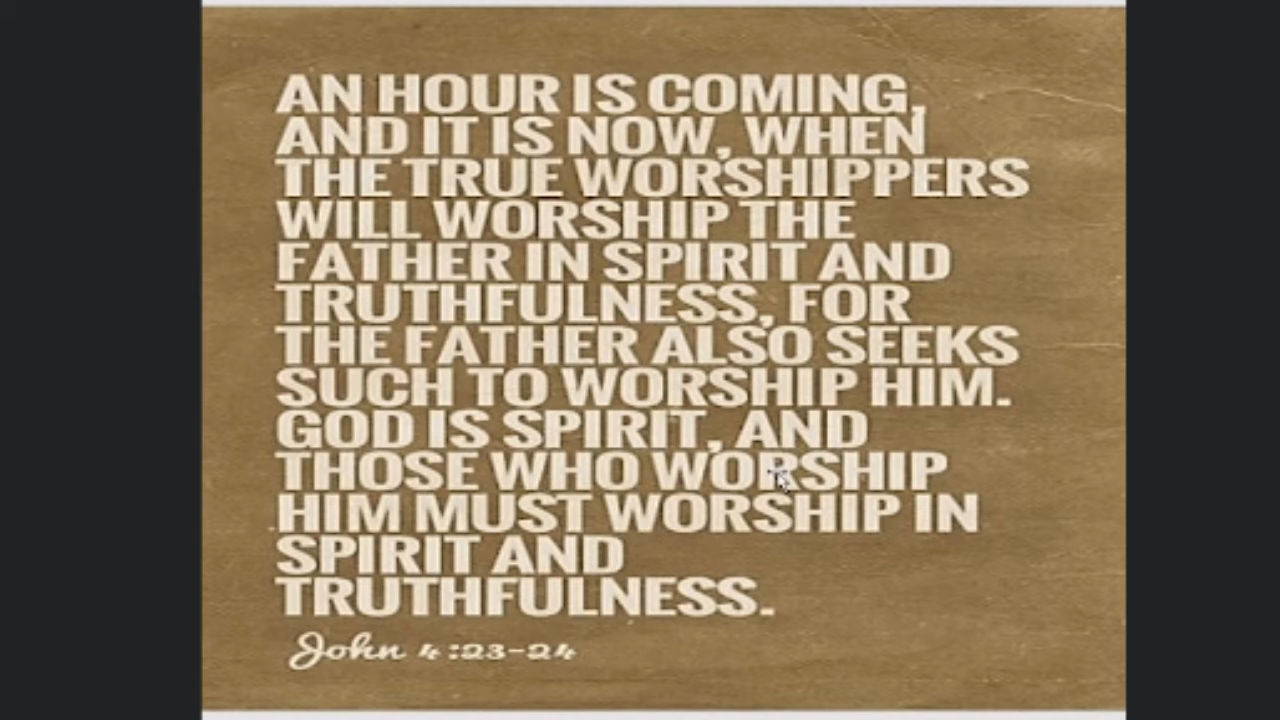 AN HOUR IS COMING,
AND IT IS NOW, WHEN
THE TRUE WORSHIPPERS
WILL WORSHIP THE
FATHER IN SPIRIT AND
TRUTHFULNESS, FOR
THE FATHER ALSO SEEKS
SUCH TO WORSHIP HIM.
GOD IS SPIRIT, AND
THOSE WHO WORSHIP
HIM MUST WORSHIP IN
SPIRIT AND
TRUTHFULNESS.
John 4:23-24